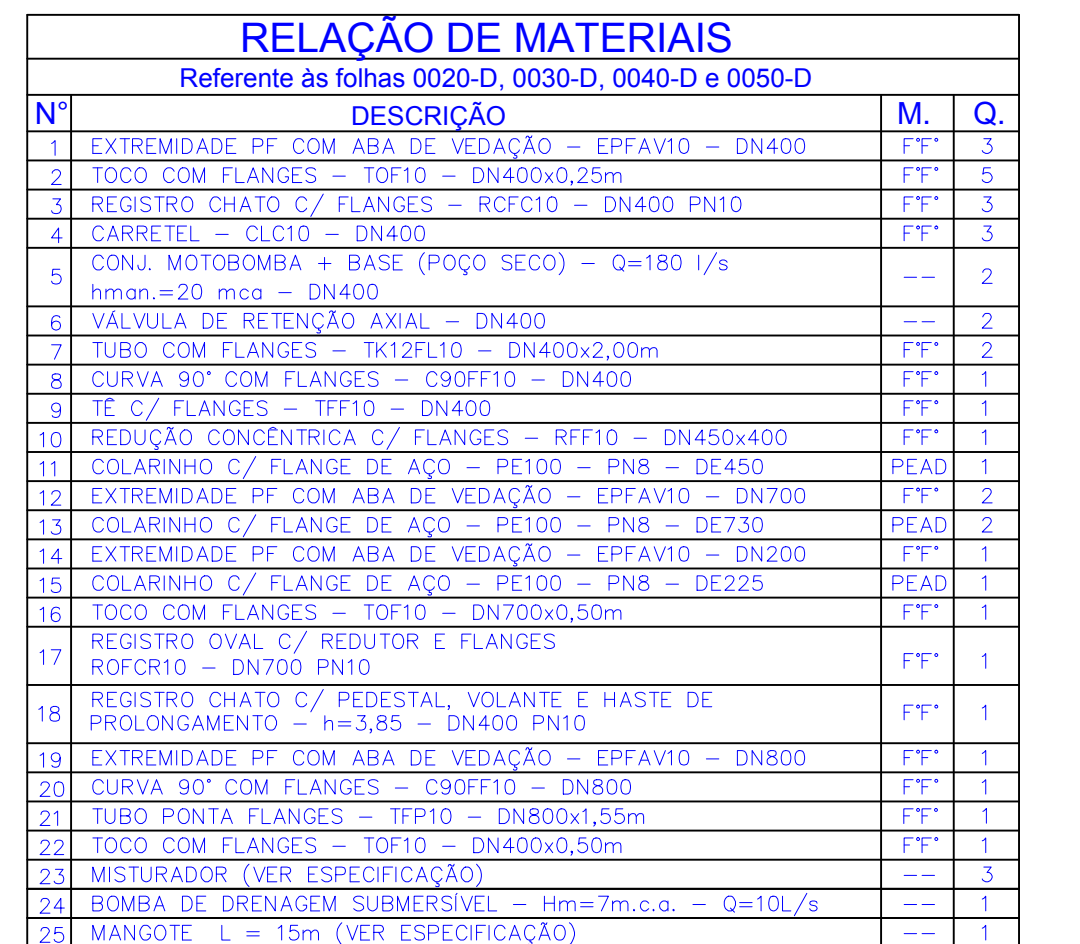 RELAÇÃO DE MATERIAIS
Referente às folhas 0020-D, 0030-D, 0040-D e 0050-D
N° DESCRIÇÃO M. Q.
1 EXTREMIDADE PF COM ABA DE VEDAÇÃO – EPFAV10 – DN400 F°F° 3
2 TOCO COM FLANGES – TOF10 – DN400x0,25m F°F° 5
3 REGISTRO CHATO C/ FLANGES – RCFC10 – DN400 PN10 F°F° 3
4 CARRETEL – CLC10 – DN400 F°F° 3
5 CONJ. MOTOBOMBA + BASE (POÇO SECO) – Q=180 l/s
hman.=20 mca – DN400 –– 2
6 VÁLVULA DE RETENÇÃO AXIAL – DN400 –– 2
7 TUBO COM FLANGES – TK12FL10 – DN400x2,00m F°F° 2
8 CURVA 90° COM FLANGES – C90FF10 – DN400 F°F° 1
9 TÊ C/ FLANGES – TFF10 – DN400 F°F° 1
10 REDUÇÃO CONCÊNTRICA C/ FLANGES – RFF10 – DN450x400 F°F° 1
11 COLARINHO C/ FLANGE DE AÇO – PE100 – PN8 – DE450 PEAD 1
12 EXTREMIDADE PF COM ABA DE VEDAÇÃO – EPFAV10 – DN700 F°F° 2
13 COLARINHO C/ FLANGE DE AÇO – PE100 – PN8 – DE730 PEAD 2
14 EXTREMIDADE PF COM ABA DE VEDAÇÃO – EPFAV10 – DN200 F°F° 1
15 COLARINHO C/ FLANGE DE AÇO – PE100 – PN8 – DE225 PEAD 1
16 TOCO COM FLANGES – TOF10 – DN700x0,50m F°F° 1
17 REGISTRO OVAL C/ REDUTOR E FLANGES
ROFCR10 – DN700 PN10 F°F° 1
18 REGISTRO CHATO C/ PEDESTAL, VOLANTE E HASTE DE
PROLONGAMENTO – h=3,85 – DN400 PN10 F°F° 1
19 EXTREMIDADE PF COM ABA DE VEDAÇÃO – EPFAV10 – DN800 F°F° 1
20 CURVA 90° COM FLANGES – C90FF10 – DN800 F°F° 1
21 TUBO PONTA FLANGES – TFP10 – DN800x1,55m F°F° 1
22 TOCO COM FLANGES – TOF10 – DN400x0,50m F°F° 1
23 MISTURADOR (VER ESPECIFICAÇÃO) –– 3
24 BOMBA DE DRENAGEM SUBMERSÍVEL – Hm=7m.c.a. – Q=10L/s –– 1
25 MANGOTE L = 15m (VER ESPECIFICAÇÃO) –– 1